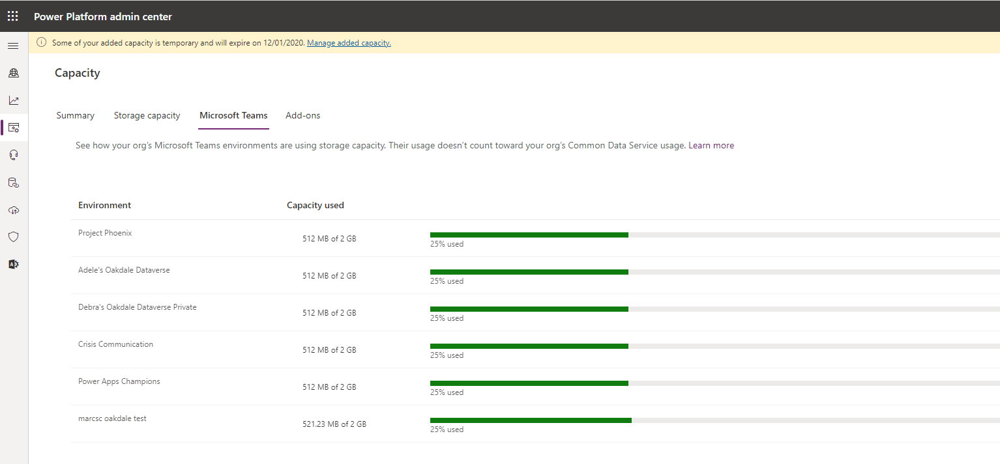 Power Platform admin center
Some of your added capacity is temporary and will expire on 12/01/2020. Manage added capacity.
Capacity
Summary Storage capacity Microsoft Teams Add-ons
See how your org's Microsoft Teams environments are using storage capacity. Their usage doesn't count toward your org's Common Data Service usage. Learn more
Environment Capacity used
Project Phoenix 512 MB of 2 GB
25% used
Adele's Oakdale Dataverse 512 MB of 2 GB
25% used
Debra's Oakdale Dataverse Private 512 MB of 2 GB
25% used
Crisis Communication 512 MB of 2 GB
25% used
Power Apps Champions 512 MB of 2 GB
25% used
marcsc oakdale test 521.23 MB of 2 GB
25% used